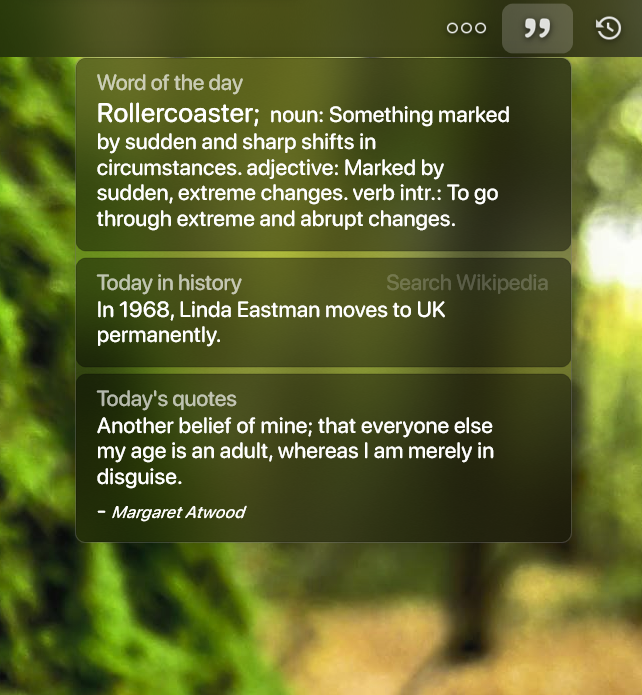 Word of the day
Rollercoaster; noun: Something marked
by sudden and sharp shifts in
circumstances. adjective: Marked by
sudden, extreme changes. verb intr.: To go
through extreme and abrupt changes.
Today in history Search Wikipedia
In 1968, Linda Eastman moves to UK
permanently.
Today's quotes
Another belief of mine; that everyone else
my age is an adult, whereas I am merely in
disguise.
- Margaret Atwood